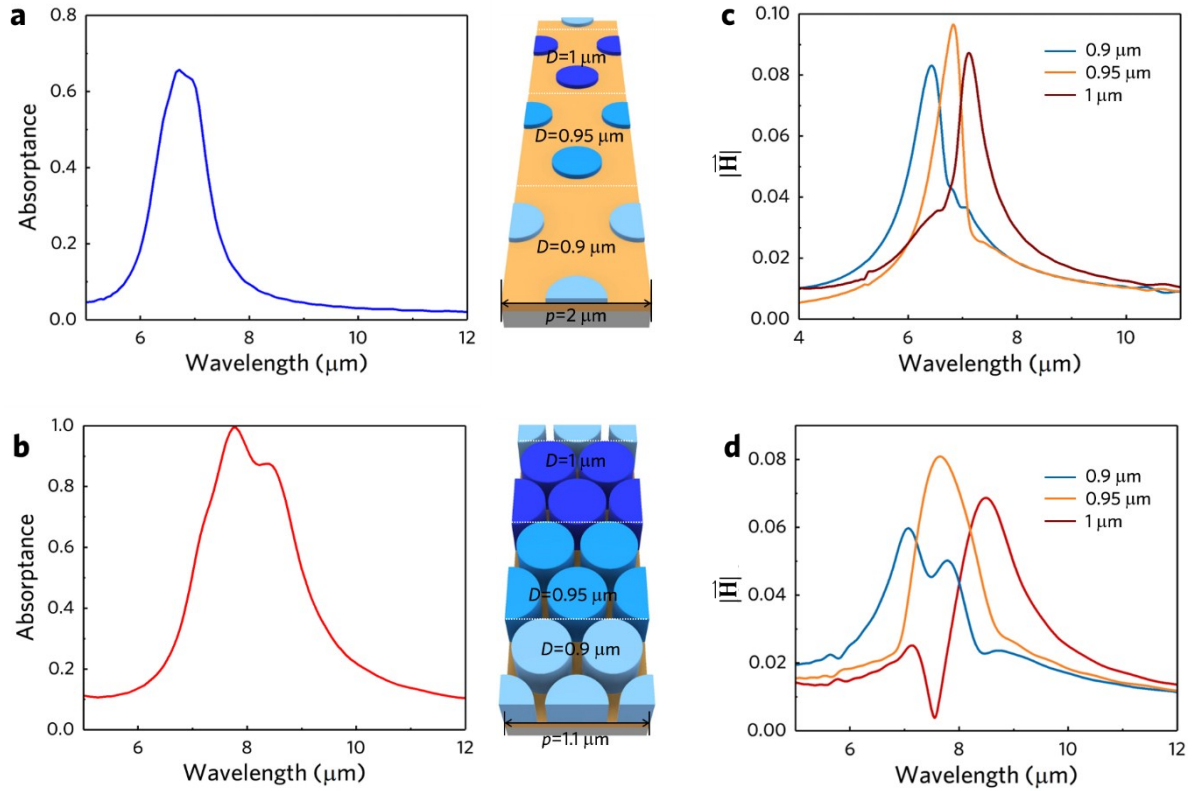 a
0.8
0.6
0.4
0.2
0.0
Absorptance
6
8
10
12
Wavelength (μm)
D=1 μm
D=0.95 μm
D=0.9 μm
p=2 μm
c
0.10
0.08
0.06
0.04
0.02
0.00
|H|
0.9 μm
0.95 μm
1 μm
4
6
8
10
Wavelength (μm)
b
1.0
0.8
0.6
0.4
0.2
0.0
Absorptance
6
8
10
12
Wavelength (μm)
D=1 μm
D=0.95 μm
D=0.9 μm
p=1.1 μm
d
0.08
0.06
0.04
0.02
0.00
|H|
0.9 μm
0.95 μm
1 μm
6
8
10
12
Wavelength (μm)